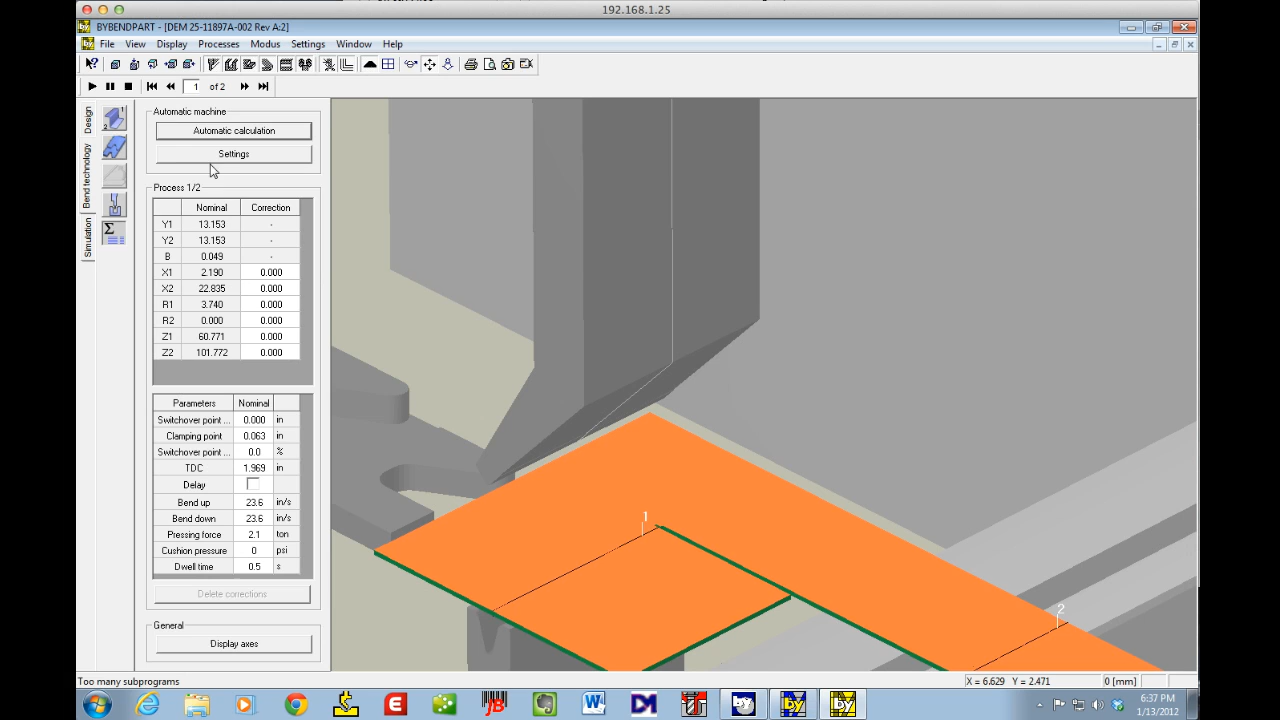 192.168.1.25
BYBENDPART - [DEM 25-11897A-002 Rev A:2]
File View Display Processes Modus Settings Window Help
1 of 2
Design
Bend technology
Simulation
Automatic machine
Automatic calculation
Settings
Process 1/2
Nominal Correction
Y1 13.153 -
Y2 13.153 -
B 0.049 -
X1 2.190 0.000
X2 22.835 0.000
R1 3.740 0.000
R2 0.000 0.000
Z1 60.771 0.000
Z2 101.772 0.000
Parameters Nominal
Switchover point ... 0.000 in
Clamping point 0.063 in
Switchover point ... 0.0 %
TDC 1.969 in
Delay
Bend up 23.6 in/s
Bend down 23.6 in/s
Pressing force 2.1 ton
Cushion pressure 0 psi
Dwell time 0.5 s
Delete corrections
General
Display axes
1
2
Too many subprograms
X = 6.629 Y = 2.471
0 [mm]
6:37 PM
1/13/2012